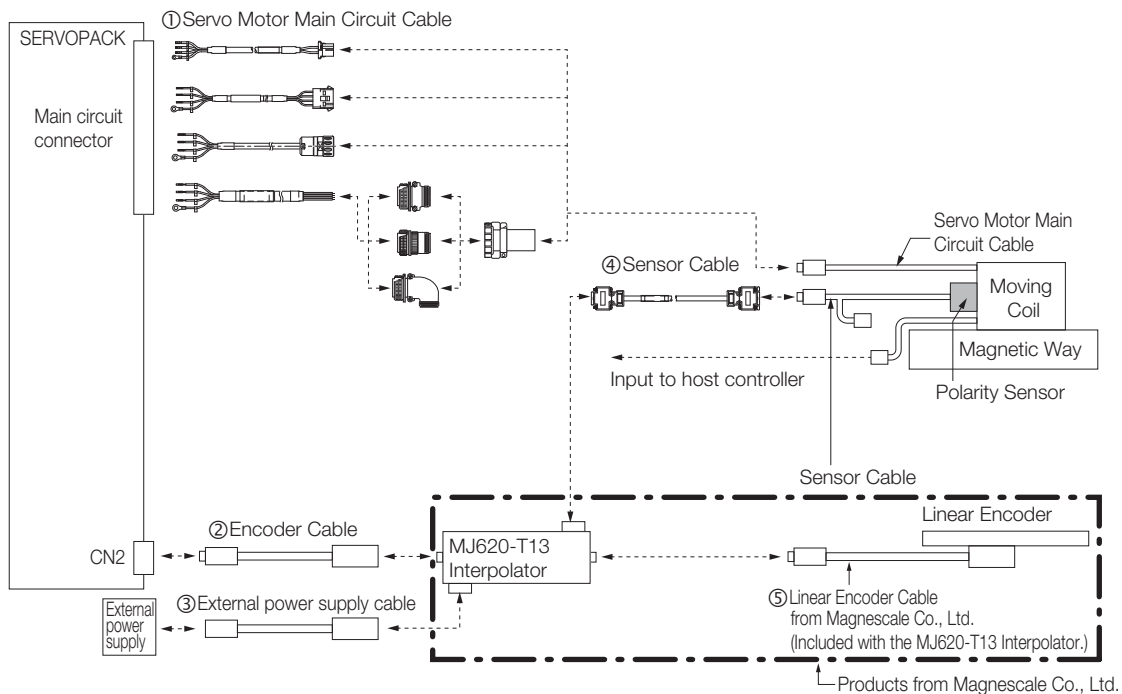 ①Servo Motor Main Circuit Cable
SERVOPACK
Main circuit
connector
④Sensor Cable
Servo Motor Main
Circuit Cable
Moving
Coil
Magnetic Way
Input to host controller
Polarity Sensor
Sensor Cable
Linear Encoder
②Encoder Cable
CN2
MJ620-T13
Interpolator
③External power supply cable
External
power
supply
⑤Linear Encoder Cable
from Magnescale Co., Ltd.
(Included with the MJ620-T13 Interpolator.)
Products from Magnescale Co., Ltd.